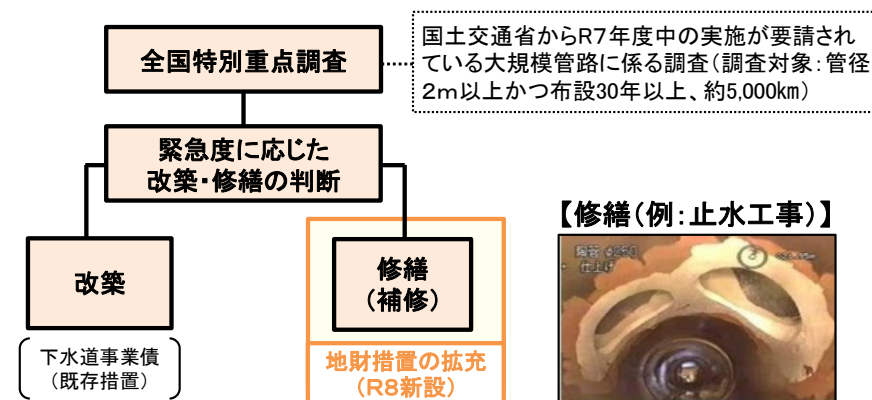 全国特別重点調査
国土交通省からR7年度中の実施が要請され
ている大規模管路に係る調査(調査対象:管径
2m以上かつ布設30年以上、約5,000km)
緊急度に応じた
改築・修繕の判断
改築
下水道事業債
(既存措置)
修繕
(補修)
地財措置の拡充
(R8新設)
【修繕(例:止水工事)】
仕上げ